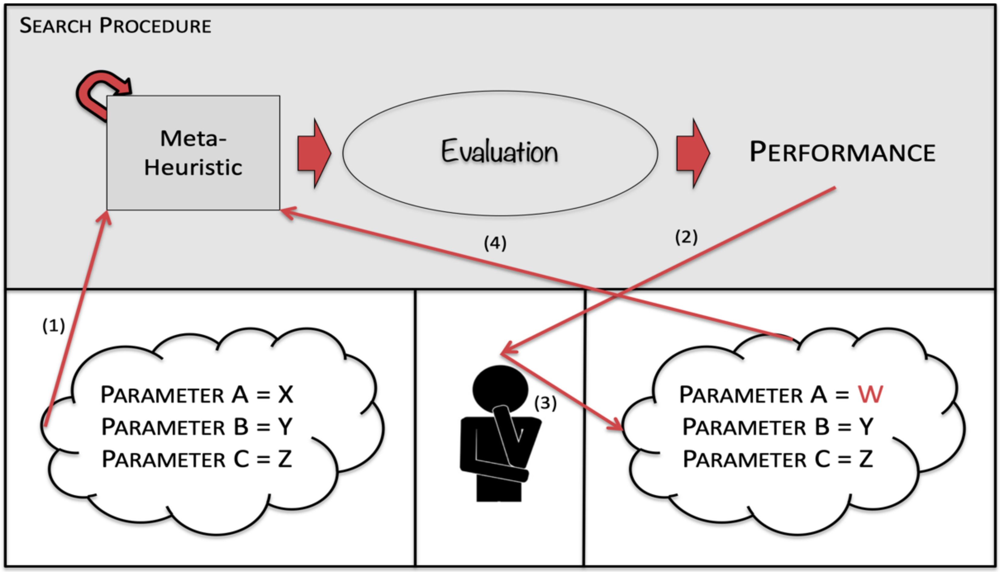 SEARCH PROCEDURE
Meta-
Heuristic
Evaluation
PERFORMANCE
(4)
(2)
(1)
PARAMETER A = X
PARAMETER B = Y
PARAMETER C = Z
(3)
PARAMETER A = W
PARAMETER B = Y
PARAMETER C = Z